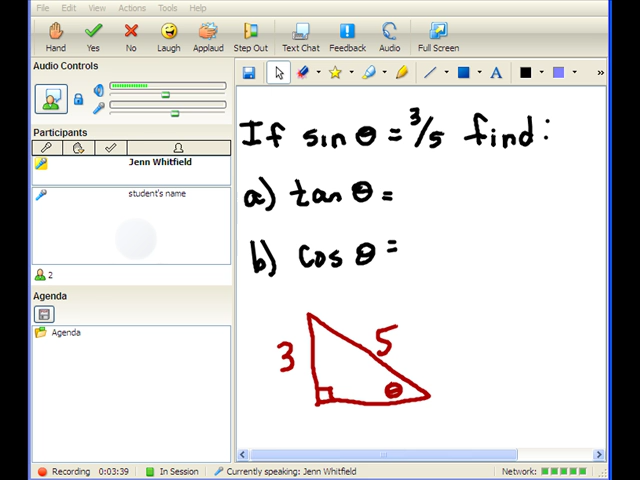 File View Actions Tools Help
Hand Yes No Laugh Applaud Step Out Text Chat Feedback Audio Full Screen
Audio Controls
Participants
Jenn Whitfield
student's name
2
Agenda
Agenda
A
»
If sin θ = 3/5 find:
a) tan θ =
b) cos θ =
3
5
θ
Recording 00:03:39 In Session Currently speaking: Jenn Whitfield Network: